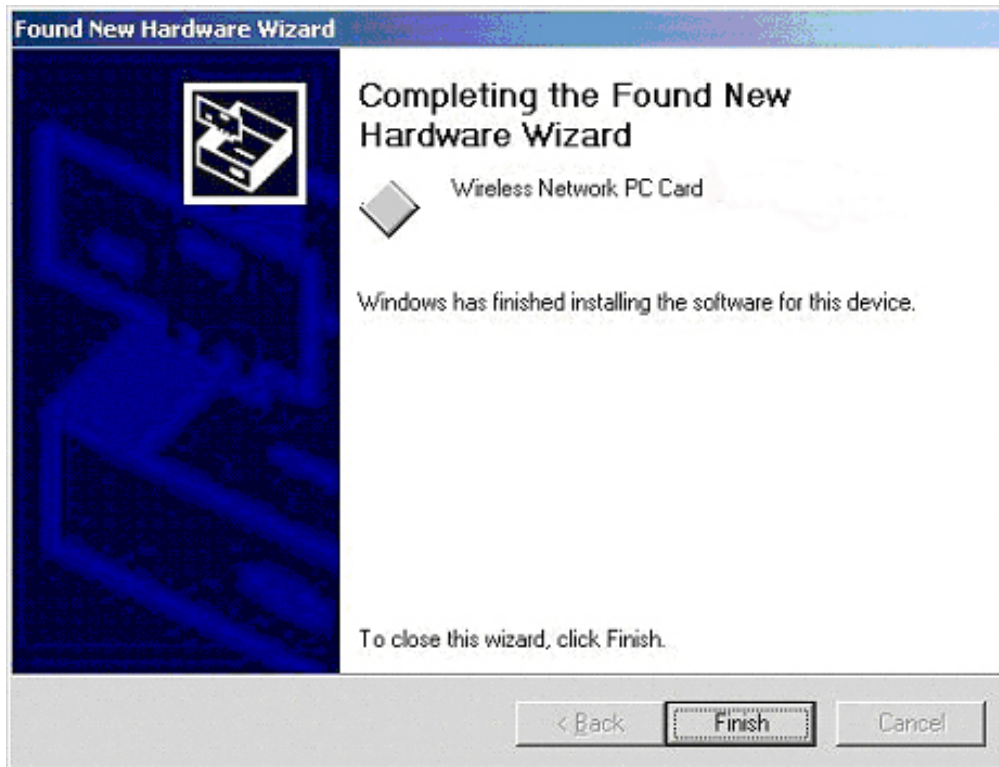 Found New Hardware Wizard
Completing the Found New
Hardware Wizard
Wireless Network PC Card
Windows has finished installing the software for this device.
To close this wizard, click Finish.
< Back Finish Cancel